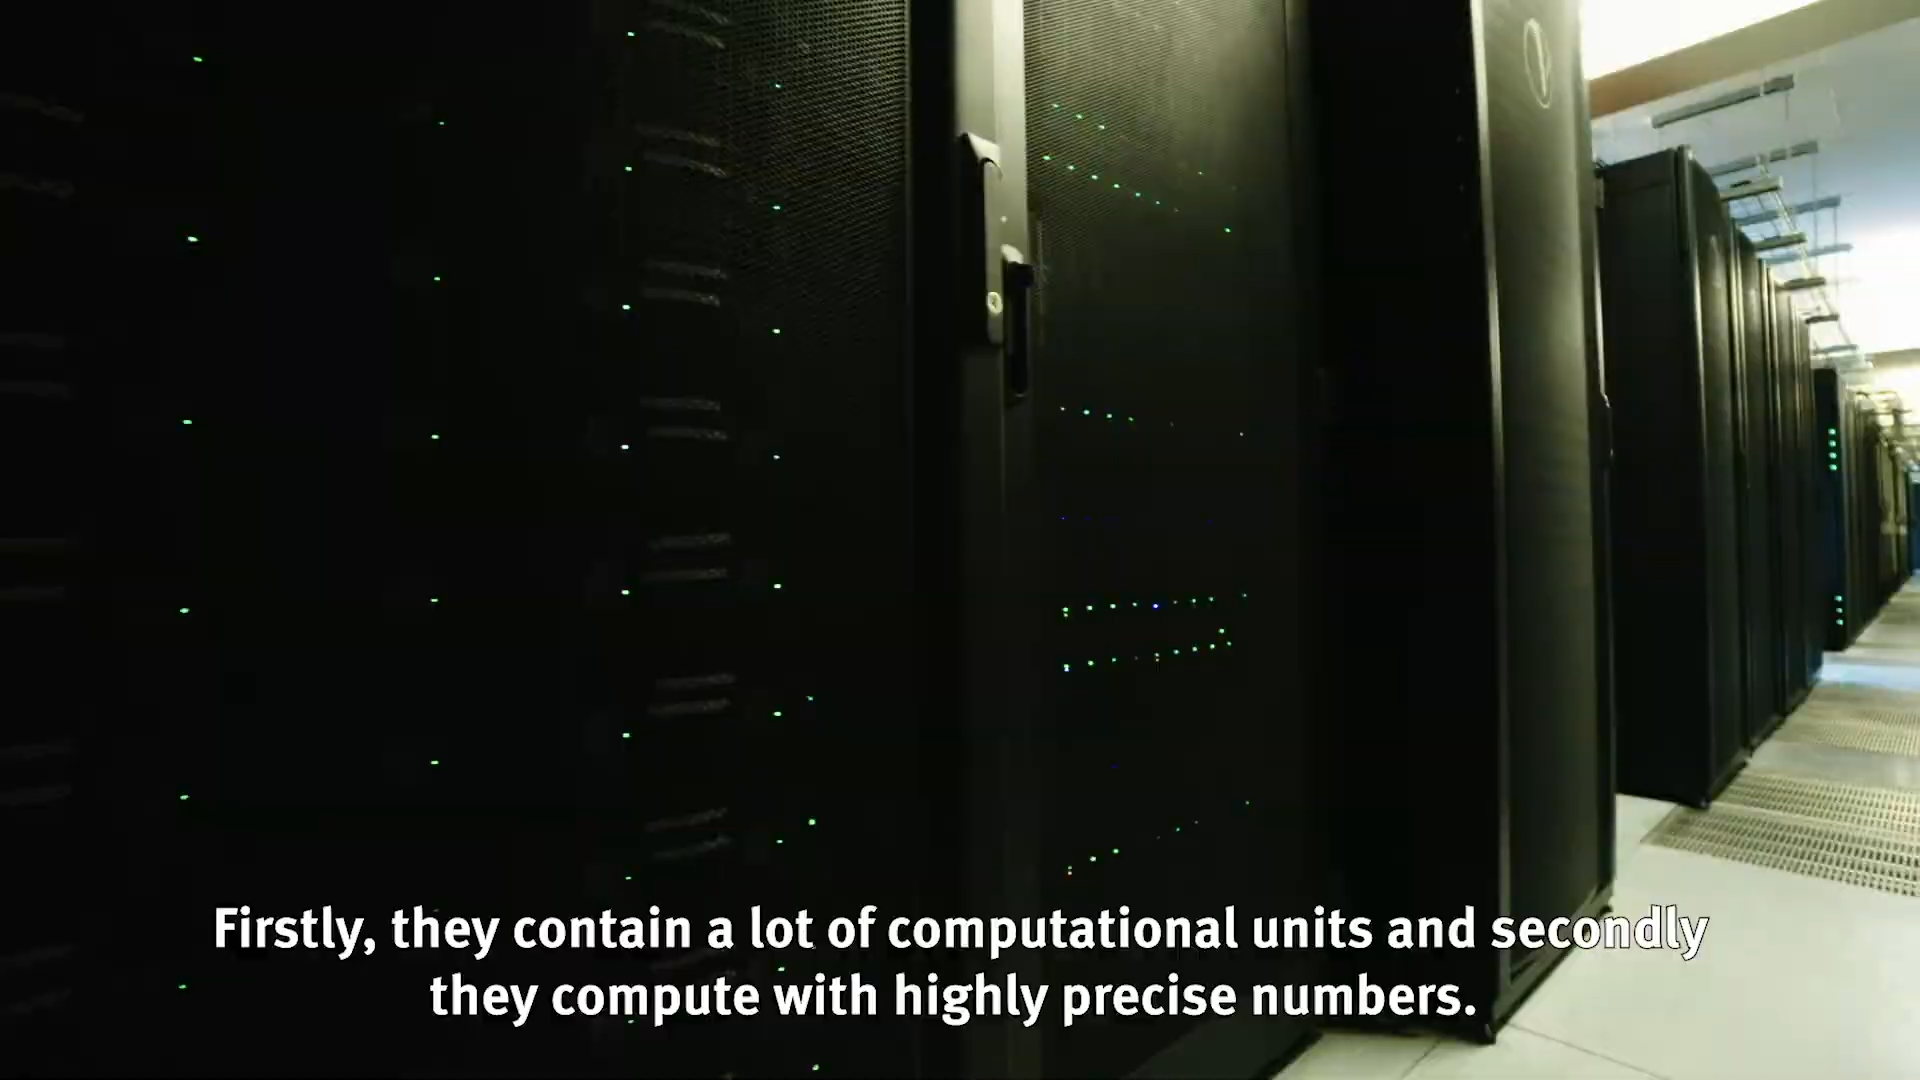 Firstly, they contain a lot of computational units and secondly
they compute with highly precise numbers.